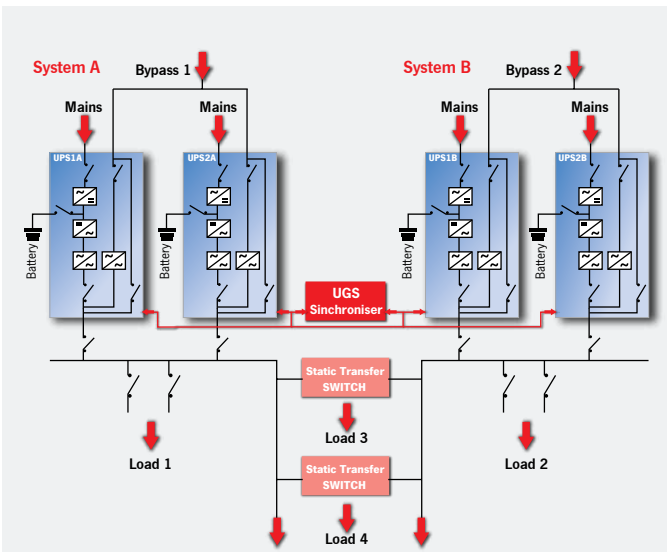 System A
Bypass 1
System B
Bypass 2
Mains
Mains
Mains
Mains
UPS1A
UPS2A
UPS1B
UPS2B
Battery
Battery
Battery
Battery
UGS
Sinchroniser
Static Transfer
SWITCH
Load 3
Load 1
Load 2
Static Transfer
SWITCH
Load 4